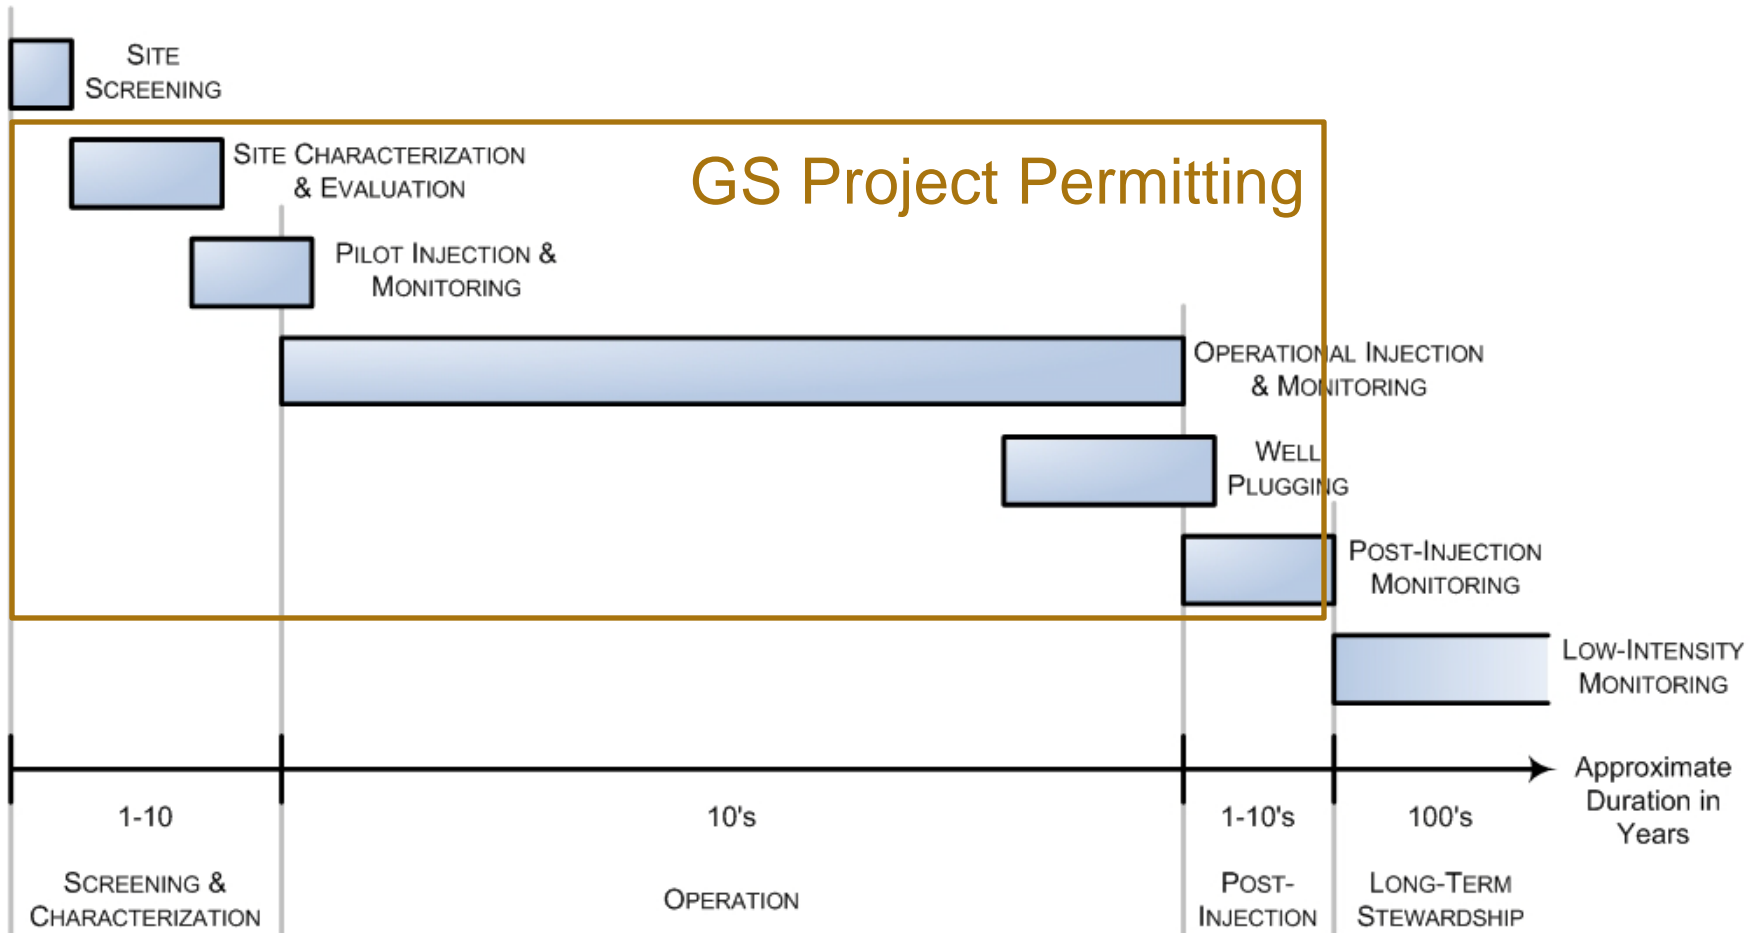 SITE
SCREENING
SITE CHARACTERIZATION
& EVALUATION
GS Project Permitting
PILOT INJECTION &
MONITORING
OPERATIONAL INJECTION
& MONITORING
WELL
PLUGGING
POST-INJECTION
MONITORING
LOW-INTENSITY
MONITORING
Approximate
Duration in
Years
1-10
10's
1-10's
100's
SCREENING &
CHARACTERIZATION
OPERATION
POST-
INJECTION
LONG-TERM
STEWARDSHIP